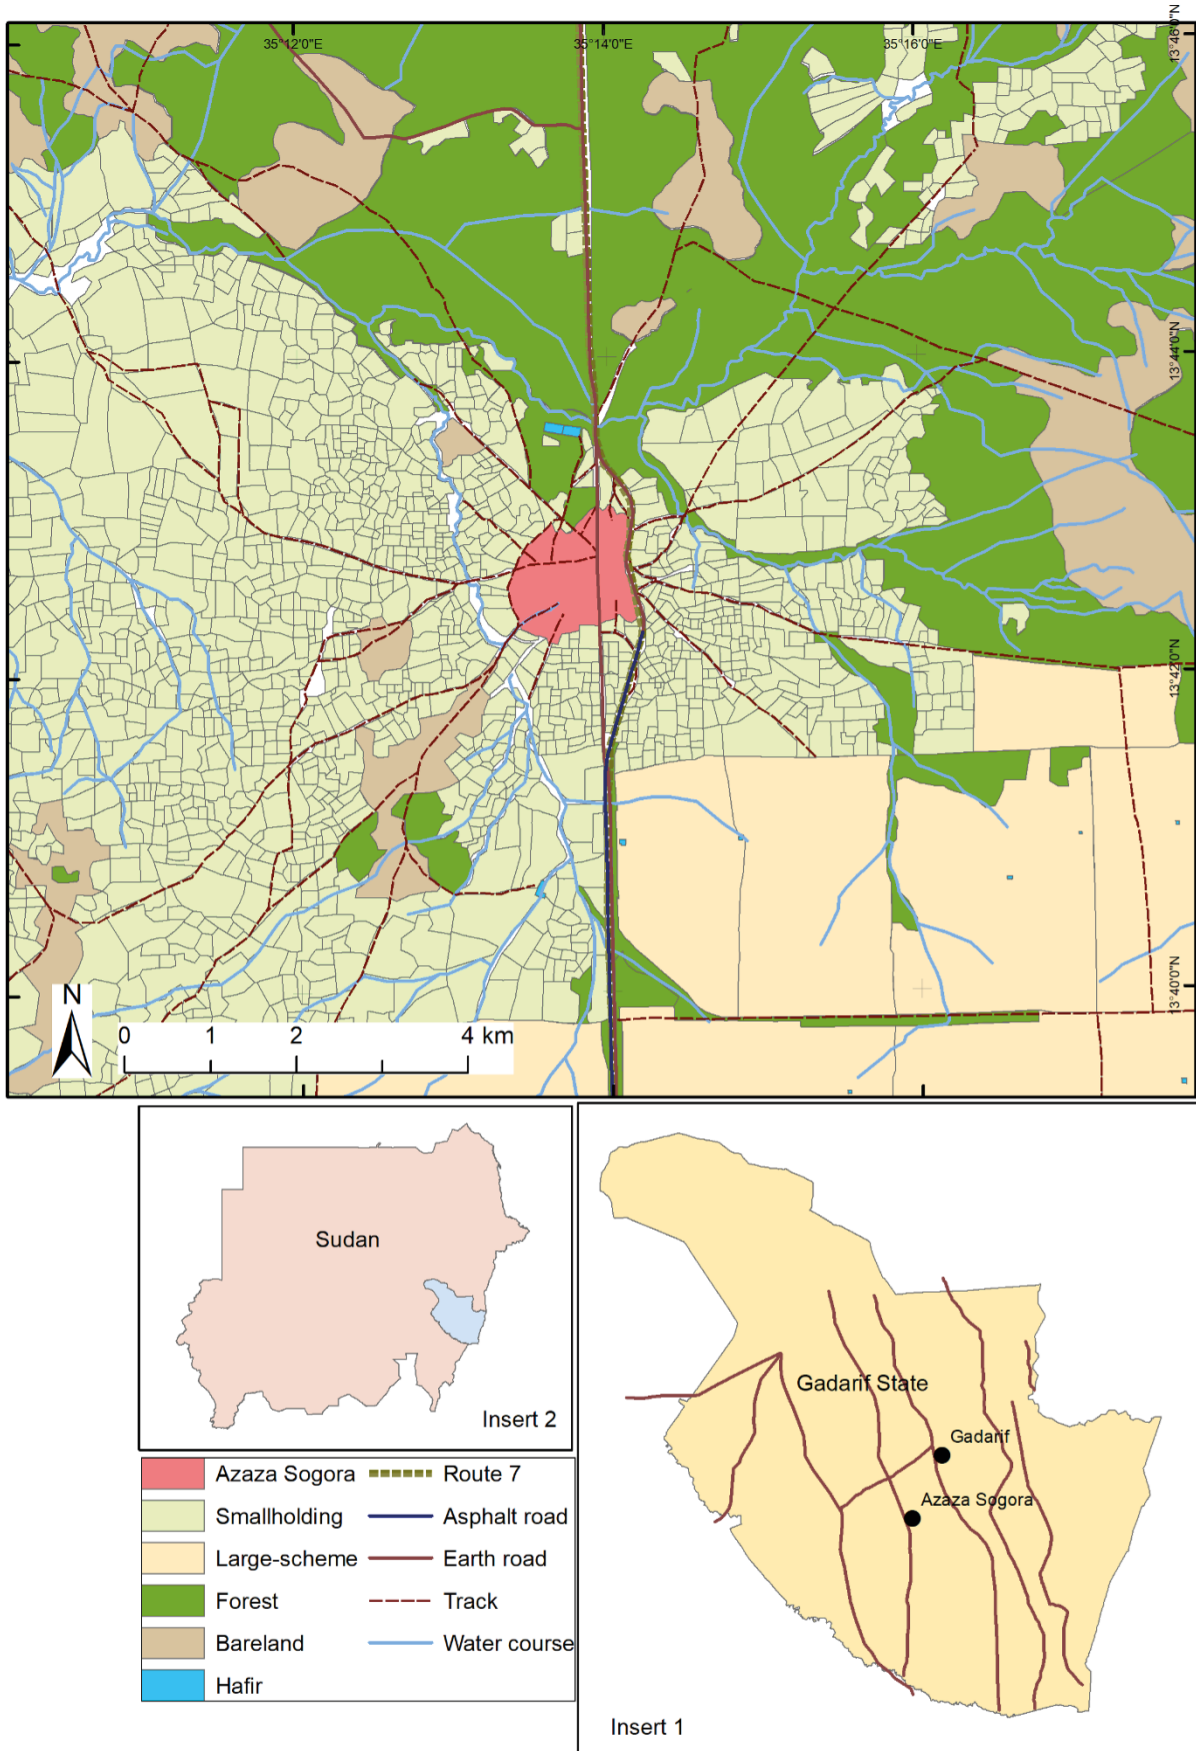 35°12'0"E
35°14'0"E
35°16'0"E
13°46'0"N
13°44'0"N
13°42'0"N
13°40'0"N
N
0 1 2 4 km
Sudan
Insert 2
Gadarif State
Gadarif
Azaza Sogora
Insert 1
Azaza Sogora
Route 7
Smallholding
Asphalt road
Large-scheme
Earth road
Forest
Track
Bareland
Water course
Hafir